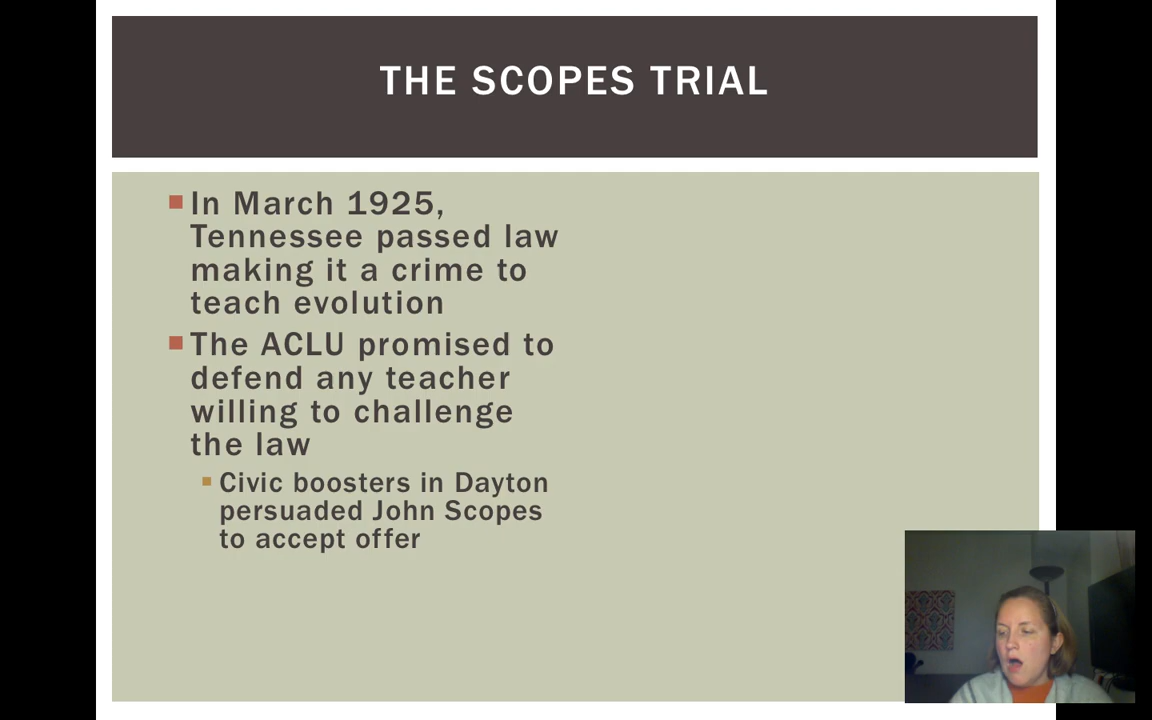 THE SCOPES TRIAL
In March 1925,
Tennessee passed law
making it a crime to
teach evolution
The ACLU promised to
defend any teacher
willing to challenge
the law
Civic boosters in Dayton
persuaded John Scopes
to accept offer